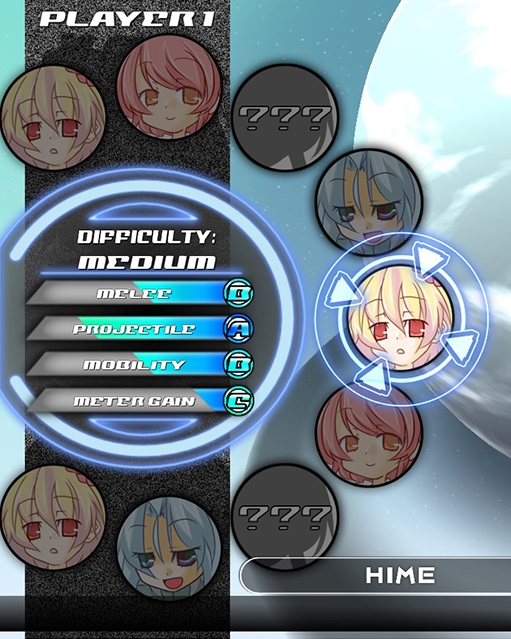 PLAYER 1
???
DIFFICULTY:
MEDIUM
MELEE B
PROJECTILE A
MOBILITY B
METER GAIN C
???
HIME